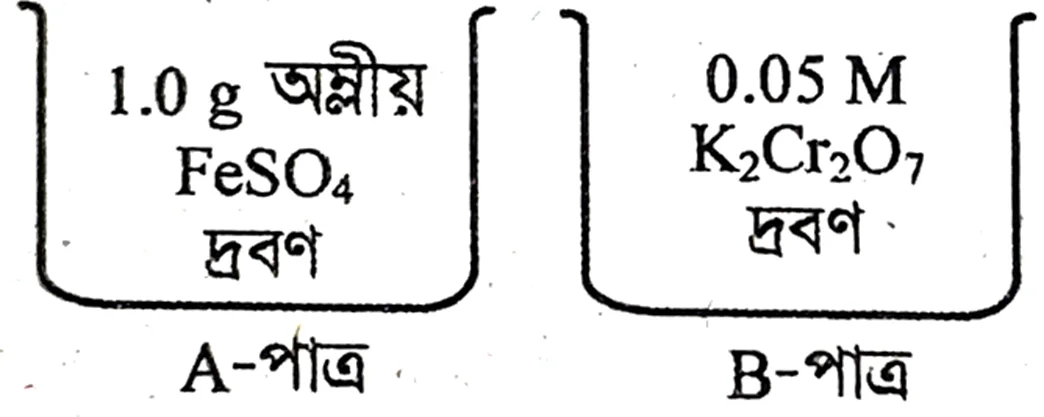 1.0 g অম্লীয়
FeSO₄
দ্রবণ
A-পাত্র
0.05 M
K₂Cr₂O₇
দ্রবণ
B-পাত্র